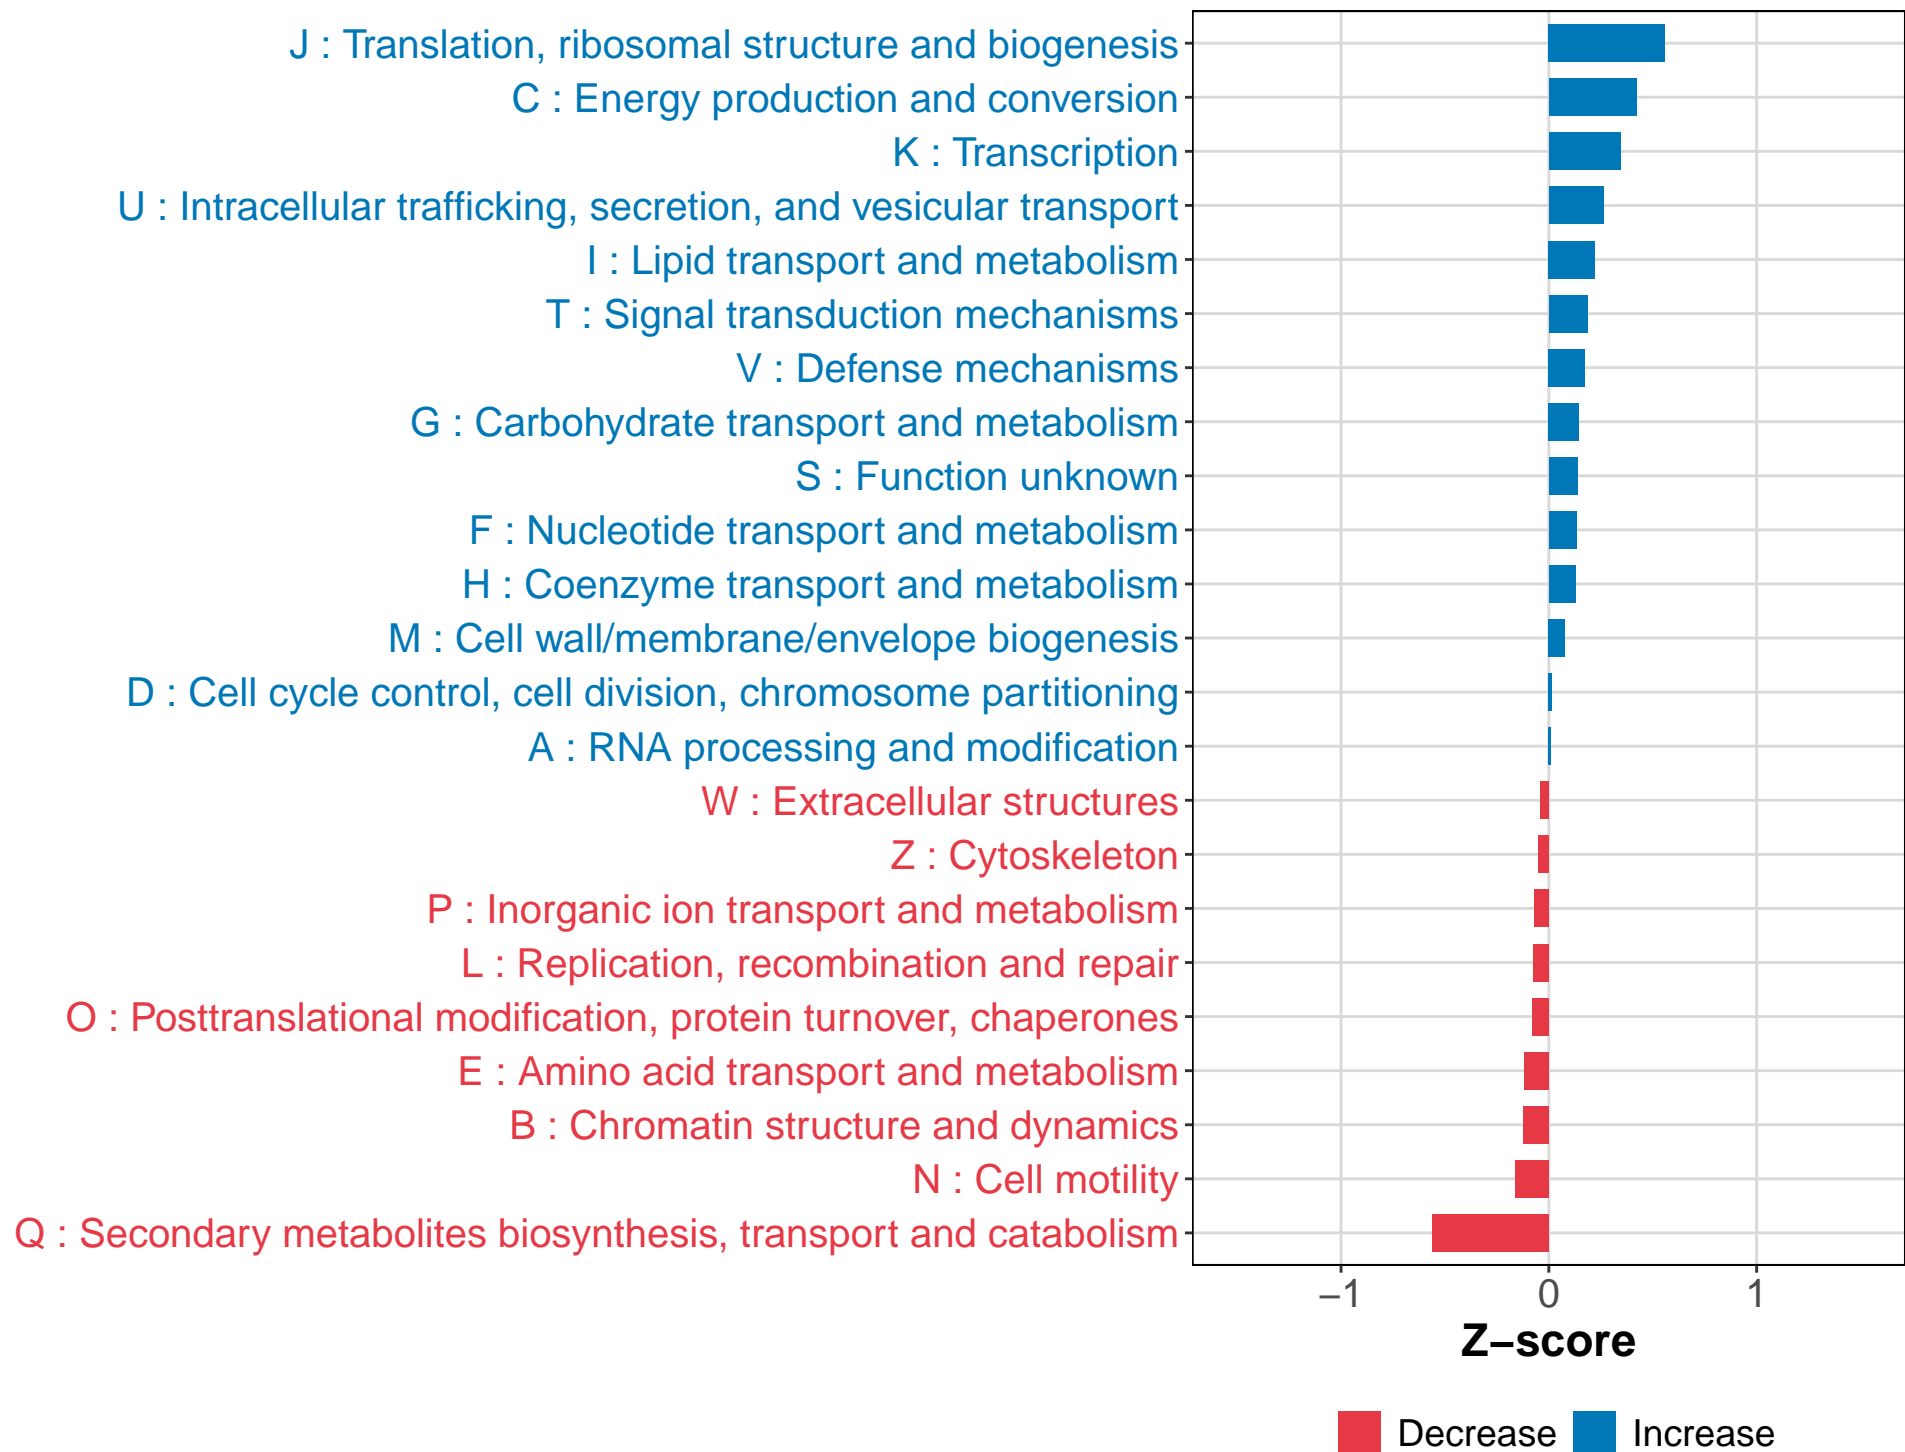 J : Translation, ribosomal structure and biogenesis
C : Energy production and conversion
K : Transcription
U : Intracellular trafficking, secretion, and vesicular transport
I : Lipid transport and metabolism
T : Signal transduction mechanisms
V : Defense mechanisms
G : Carbohydrate transport and metabolism
S : Function unknown
F : Nucleotide transport and metabolism
H : Coenzyme transport and metabolism
M : Cell wall/membrane/envelope biogenesis
D : Cell cycle control, cell division, chromosome partitioning
A : RNA processing and modification
W : Extracellular structures
Z : Cytoskeleton
P : Inorganic ion transport and metabolism
L : Replication, recombination and repair
O : Posttranslational modification, protein turnover, chaperones
E : Amino acid transport and metabolism
B : Chromatin structure and dynamics
N : Cell motility
Q : Secondary metabolites biosynthesis, transport and catabolism
−1 0 1
Z−score
Decrease Increase